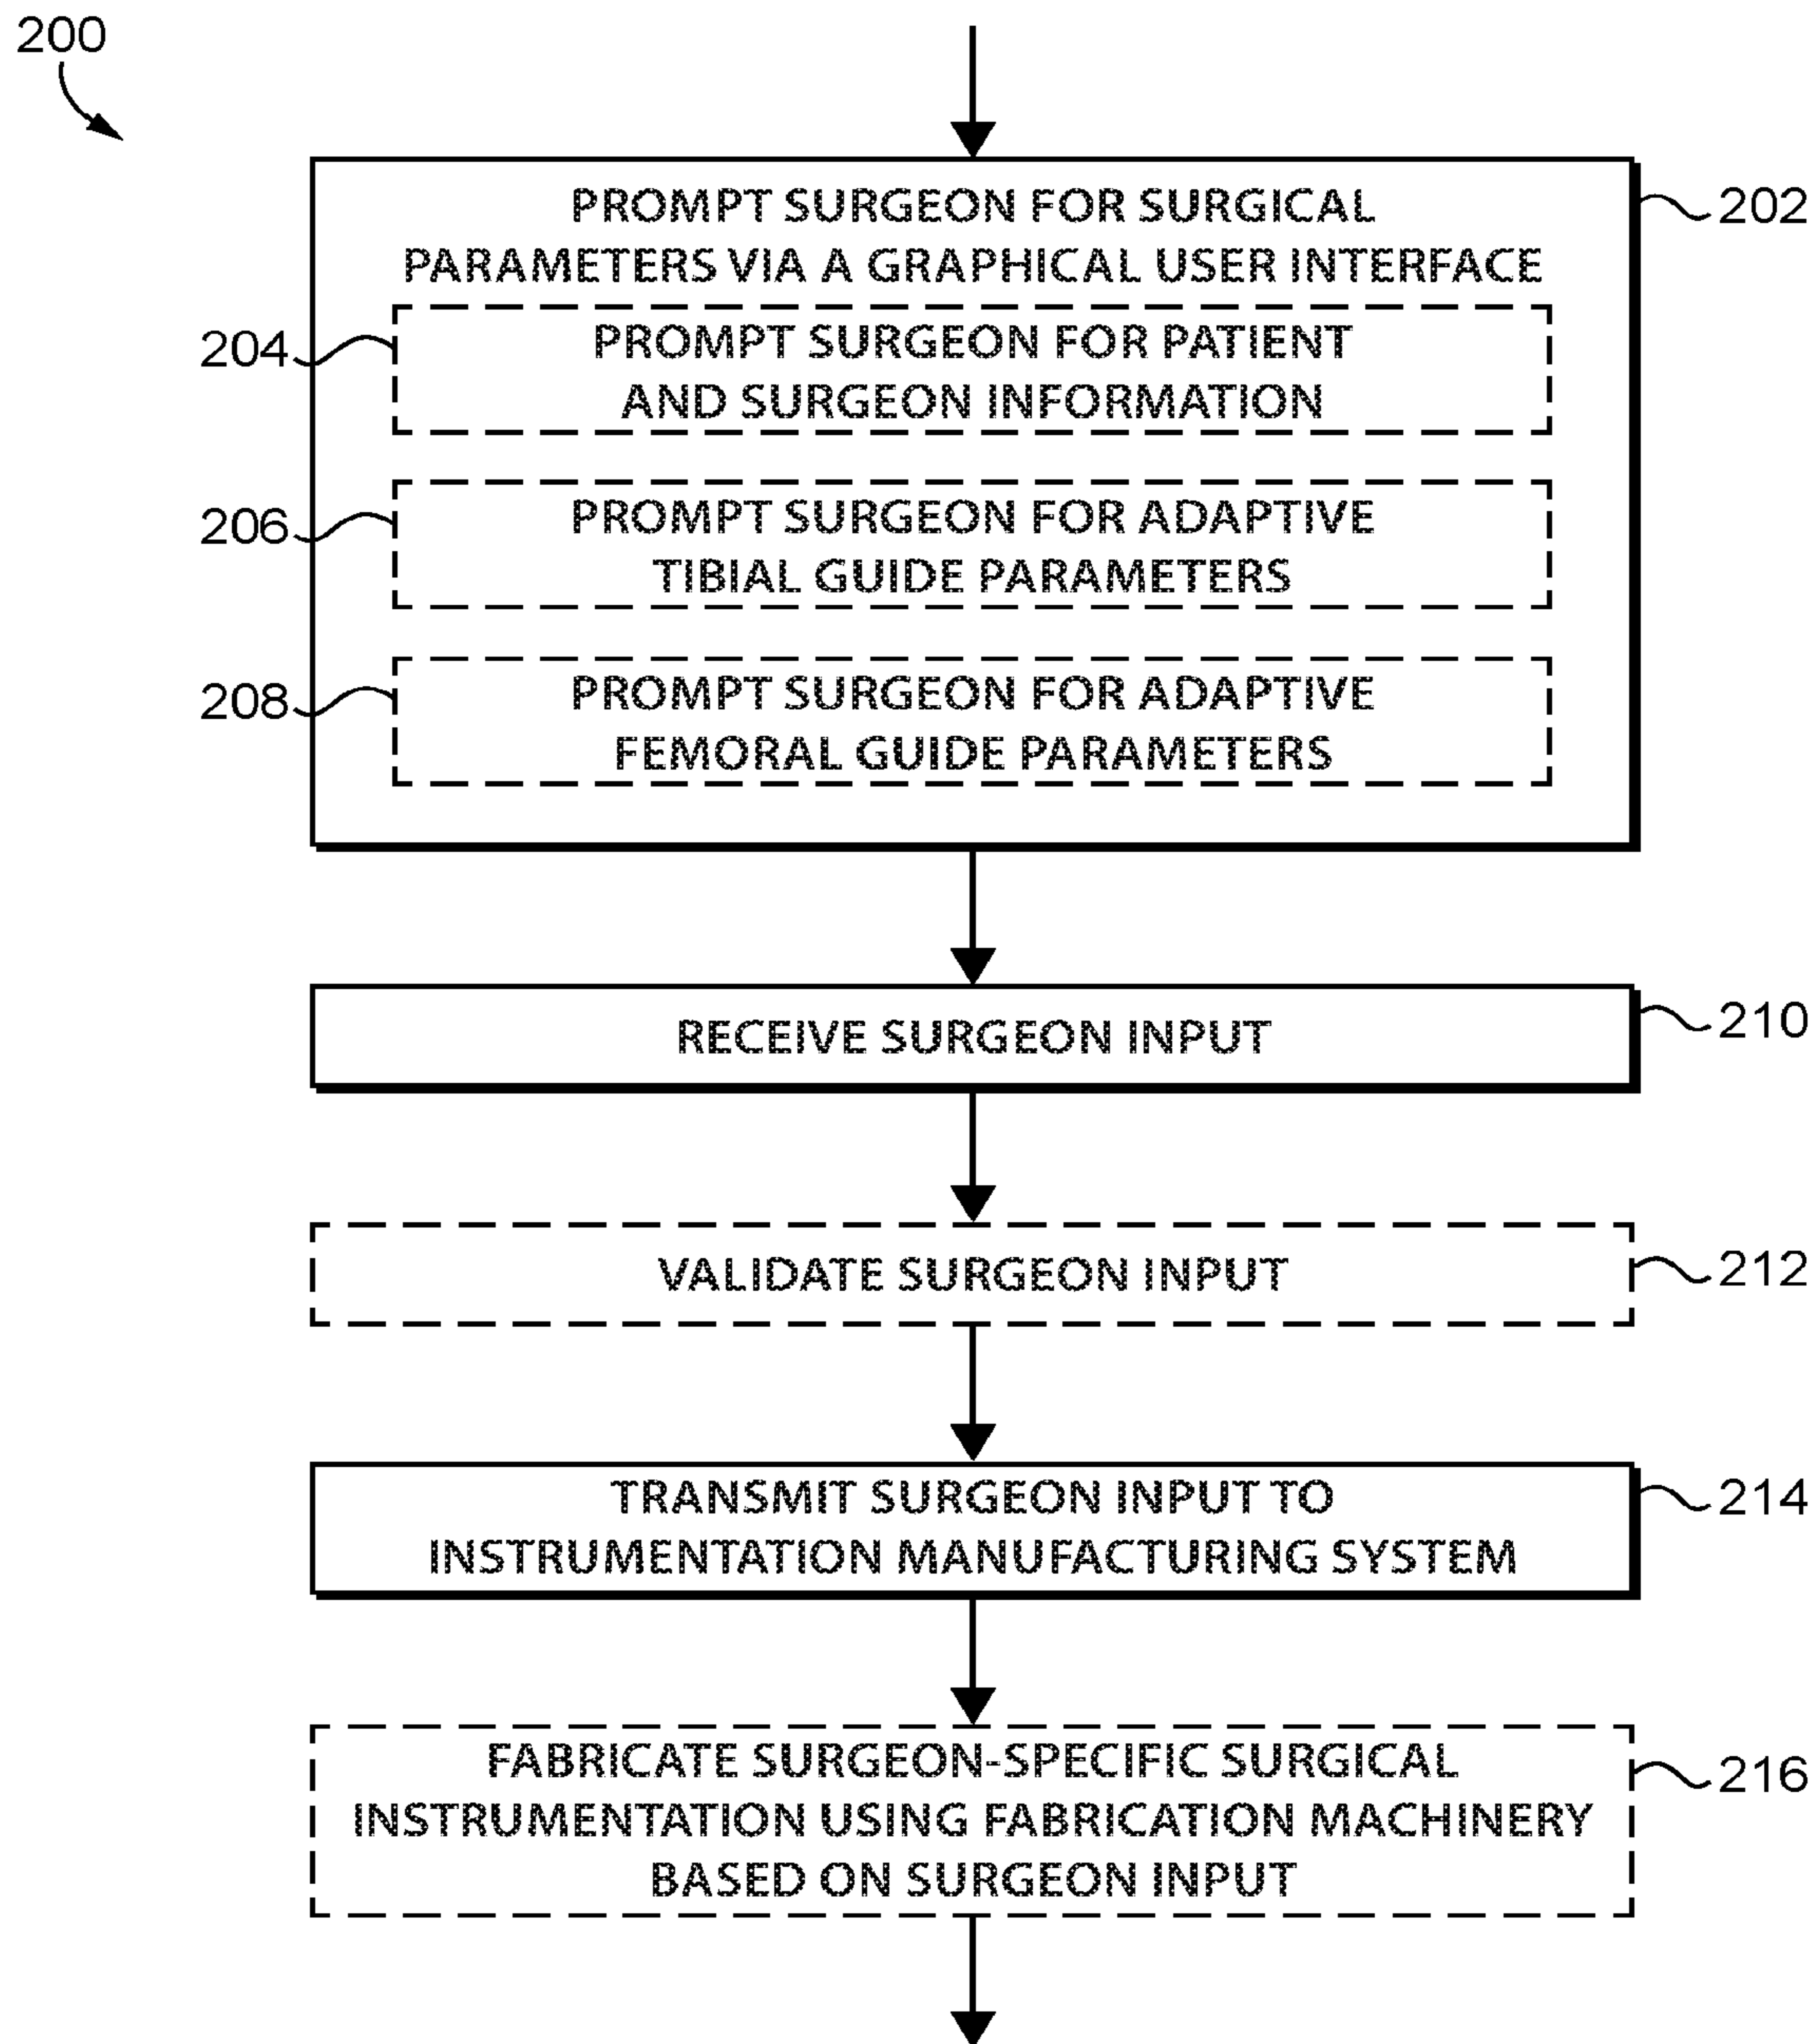 200
PROMPT SURGEON FOR SURGICAL
PARAMETERS VIA A GRAPHICAL USER INTERFACE
202
204
PROMPT SURGEON FOR PATIENT
AND SURGEON INFORMATION
206
PROMPT SURGEON FOR ADAPTIVE
TIBIAL GUIDE PARAMETERS
208
PROMPT SURGEON FOR ADAPTIVE
FEMORAL GUIDE PARAMETERS
RECEIVE SURGEON INPUT
210
VALIDATE SURGEON INPUT
212
TRANSMIT SURGEON INPUT TO
INSTRUMENTATION MANUFACTURING SYSTEM
214
FABRICATE SURGEON-SPECIFIC SURGICAL
INSTRUMENTATION USING FABRICATION MACHINERY
BASED ON SURGEON INPUT
216